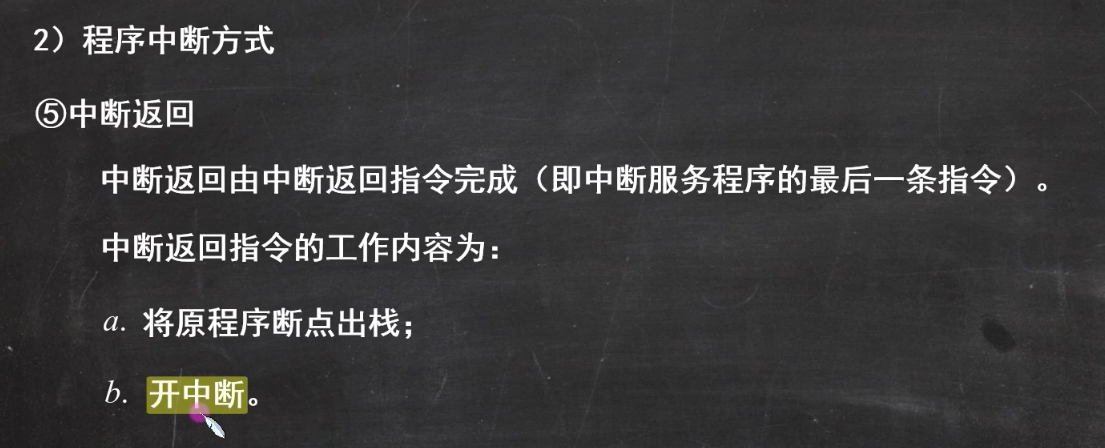 2）程序中断方式
⑤中断返回
中断返回由中断返回指令完成（即中断服务程序的最后一条指令）。
中断返回指令的工作内容为：
a. 将原程序断点出栈；
b. 开中断。